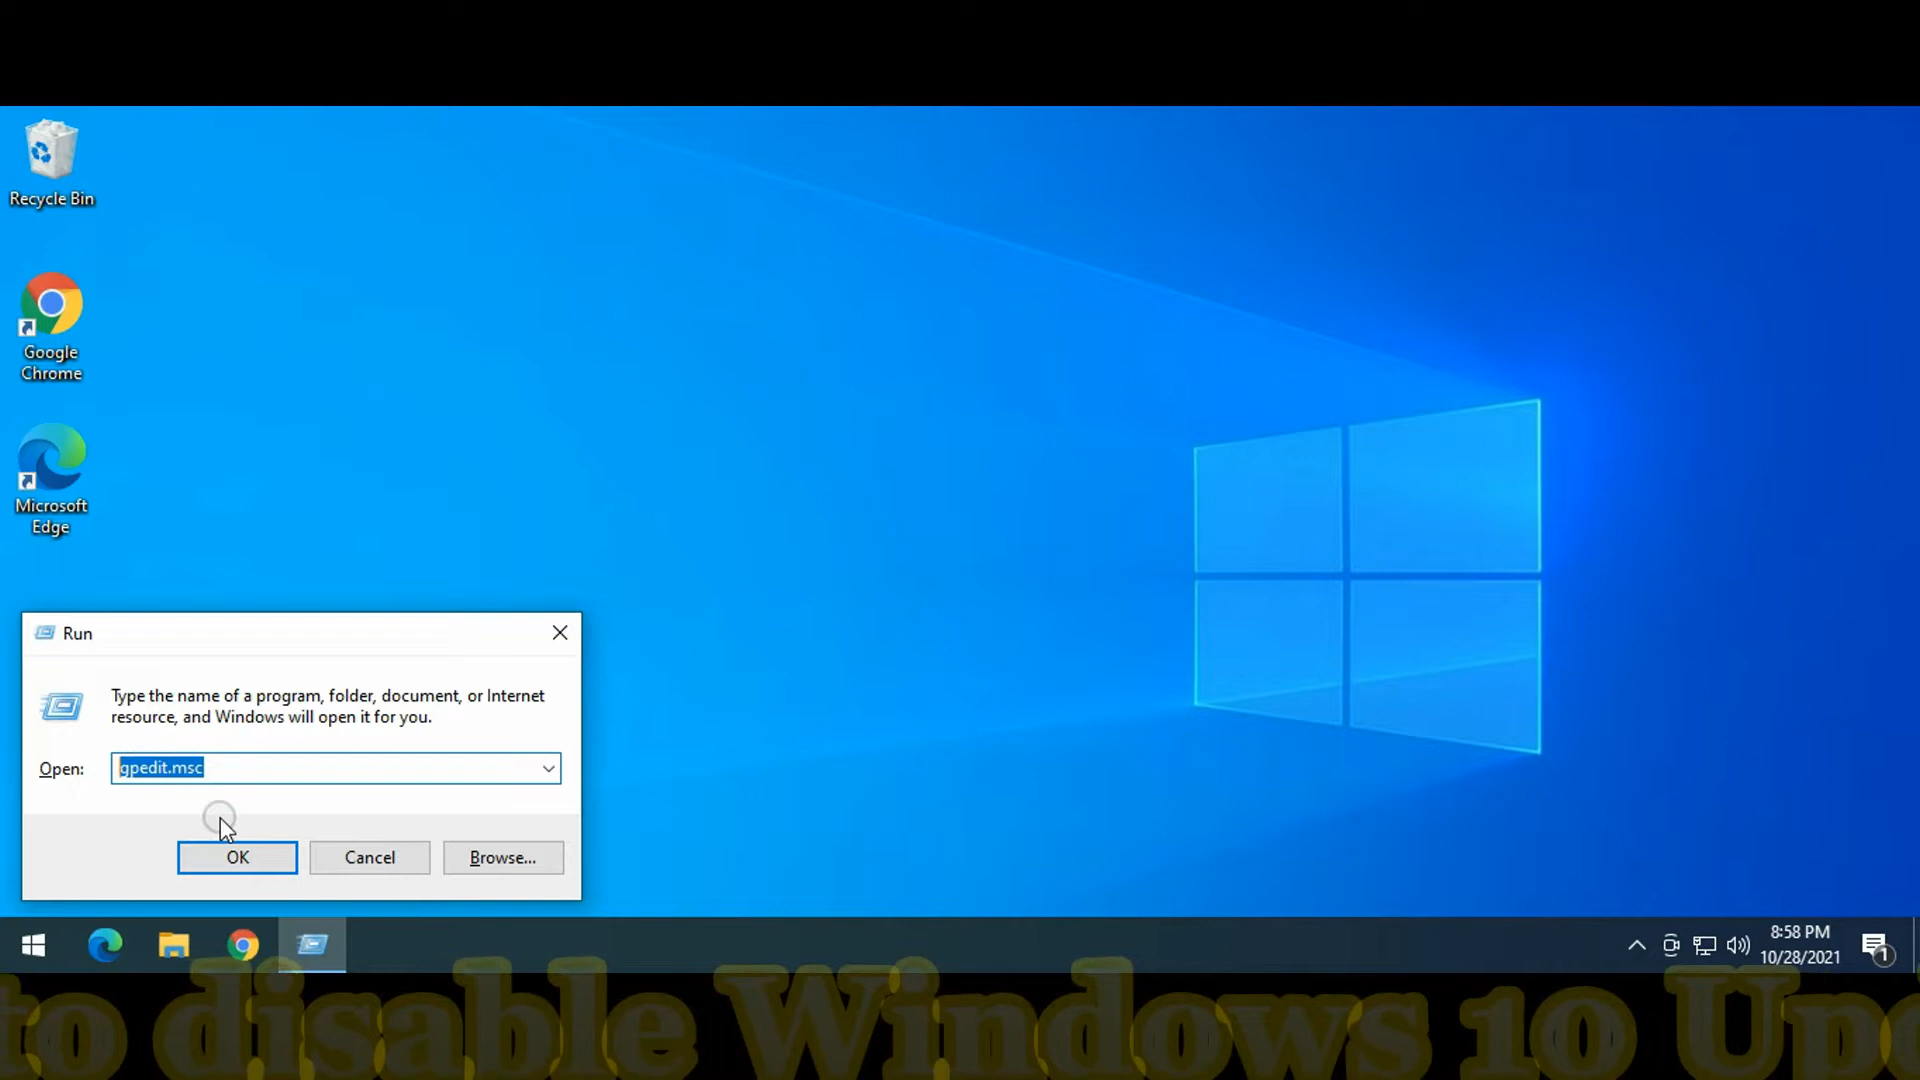 Recycle Bin
Google
Chrome
Microsoft
Edge
Run
Type the name of a program, folder, document, or Internet
resource, and Windows will open it for you.
Open:
gpedit.msc
OK
Cancel
Browse...
8:58 PM
10/28/2021
1
to disable Windows 10 Up